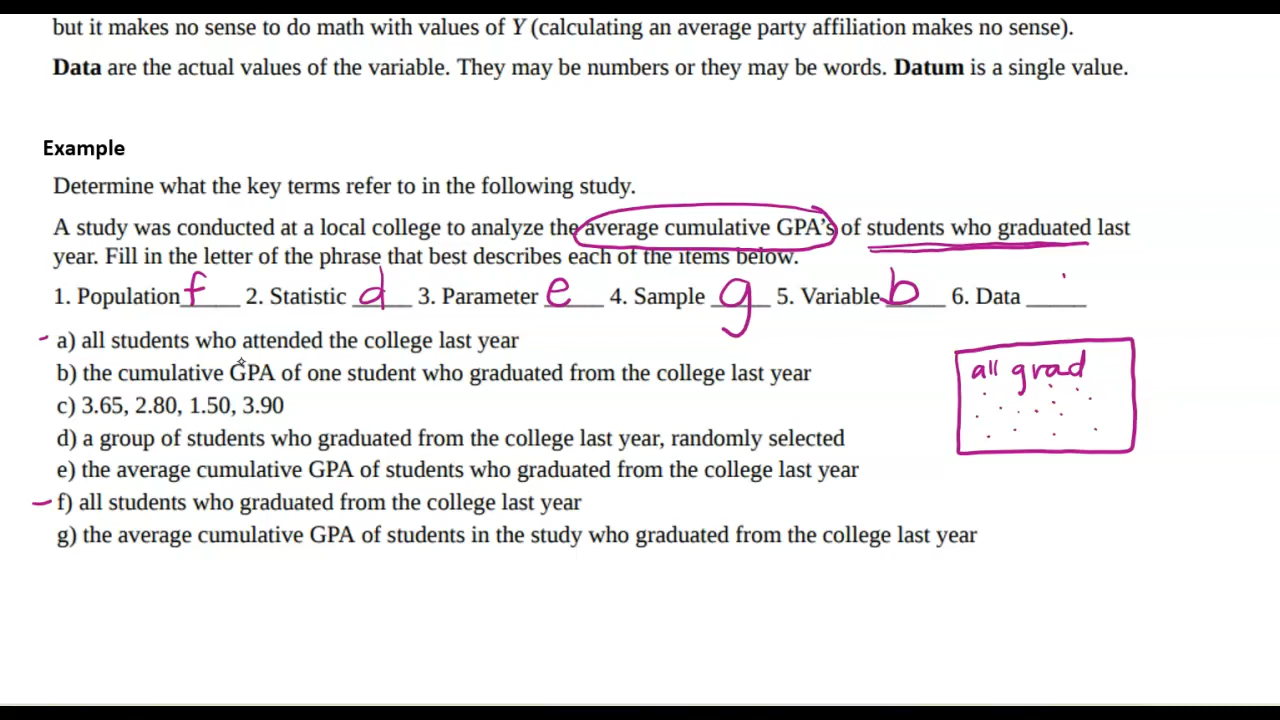 but it makes no sense to do math with values of Y (calculating an average party affiliation makes no sense).
Data are the actual values of the variable. They may be numbers or they may be words. Datum is a single value.
Example
Determine what the key terms refer to in the following study.
A study was conducted at a local college to analyze the average cumulative GPA's of students who graduated last
year. Fill in the letter of the phrase that best describes each of the items below.
1. Population f 2. Statistic d 3. Parameter e 4. Sample g 5. Variable b 6. Data ____
a) all students who attended the college last year
b) the cumulative GPA of one student who graduated from the college last year
all grad
c) 3.65, 2.80, 1.50, 3.90
d) a group of students who graduated from the college last year, randomly selected
e) the average cumulative GPA of students who graduated from the college last year
f) all students who graduated from the college last year
g) the average cumulative GPA of students in the study who graduated from the college last year